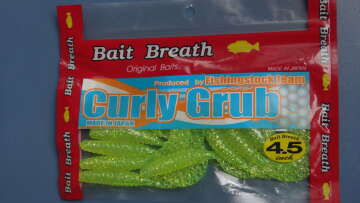 Bait Breath
Original Baits
MADE IN JAPAN
Produced by Fishingstock Team
Curly Grub
MADE IN JAPAN
Bait Breath
4.5
Bait Breath
Bait Breath